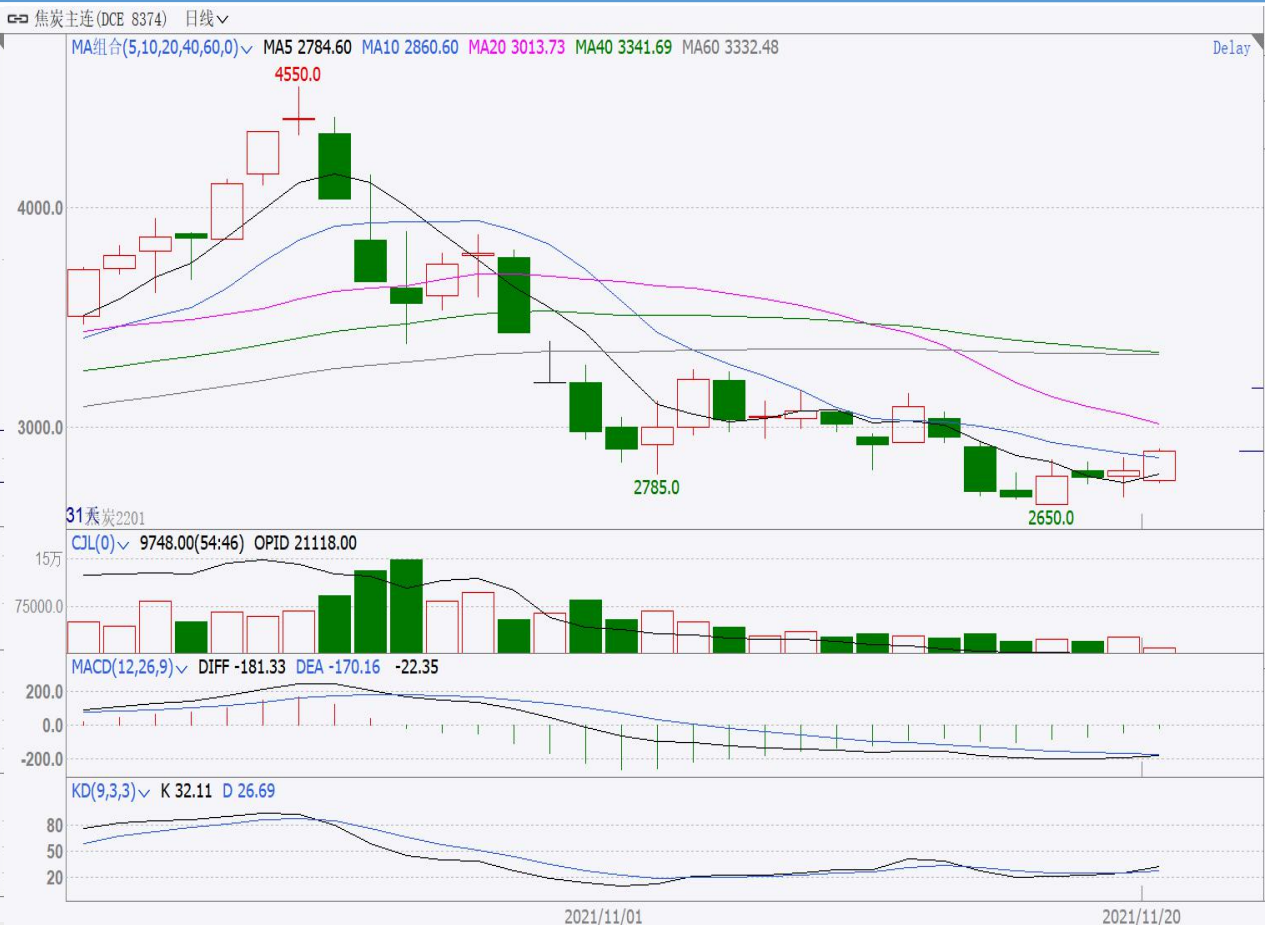 焦炭主连(DCE 8374) 日线
MA组合(5,10,20,40,60,0) MA5 2784.60 MA10 2860.60 MA20 3013.73 MA40 3341.69 MA60 3332.48 Delay
4550.0
4000.0
3000.0
2785.0
2650.0
31天
焦炭2201
CJL(0) 9748.00(54:46) OPID 21118.00
15万
75000.0
MACD(12,26,9) DIFF -181.33 DEA -170.16 -22.35
200.0
0.0
-200.0
KD(9,3,3) K 32.11 D 26.69
80
50
20
2021/11/01 2021/11/20